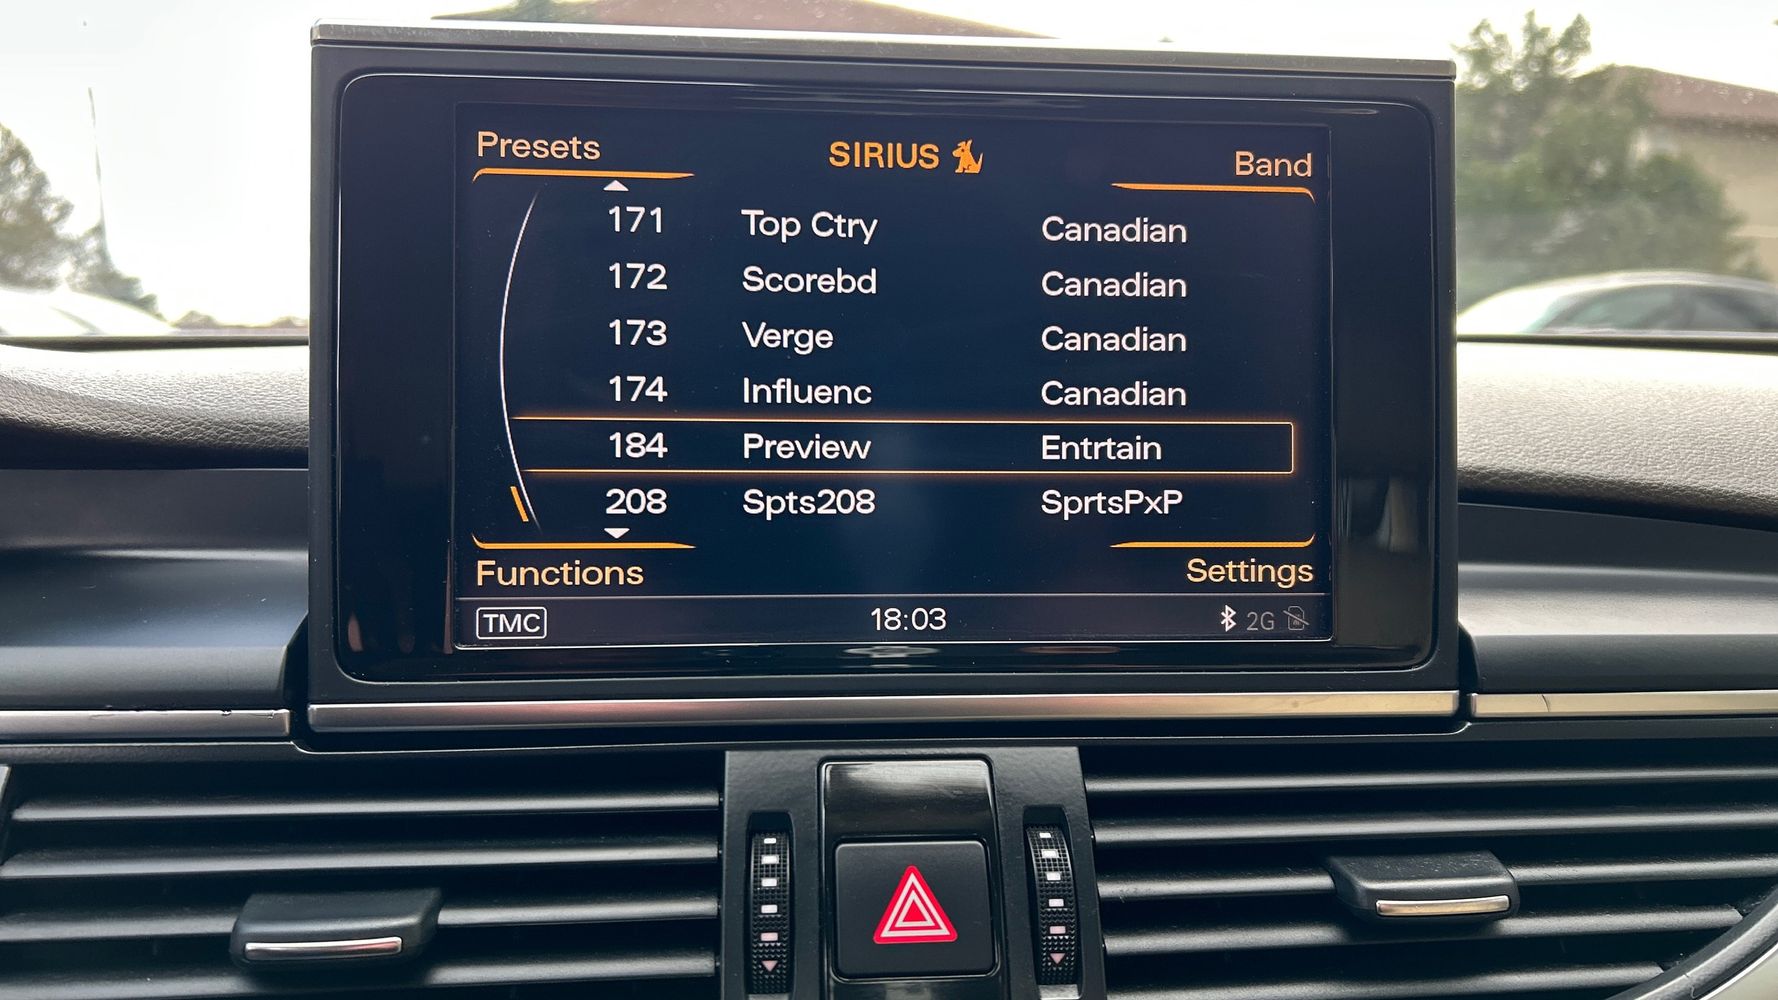 Presets
SIRIUS
Band
171 Top Ctry Canadian
172 Scorebd Canadian
173 Verge Canadian
174 Influenc Canadian
184 Preview Entrtain
208 Spts208 SprtsPxP
Functions
Settings
TMC
18:03
2G